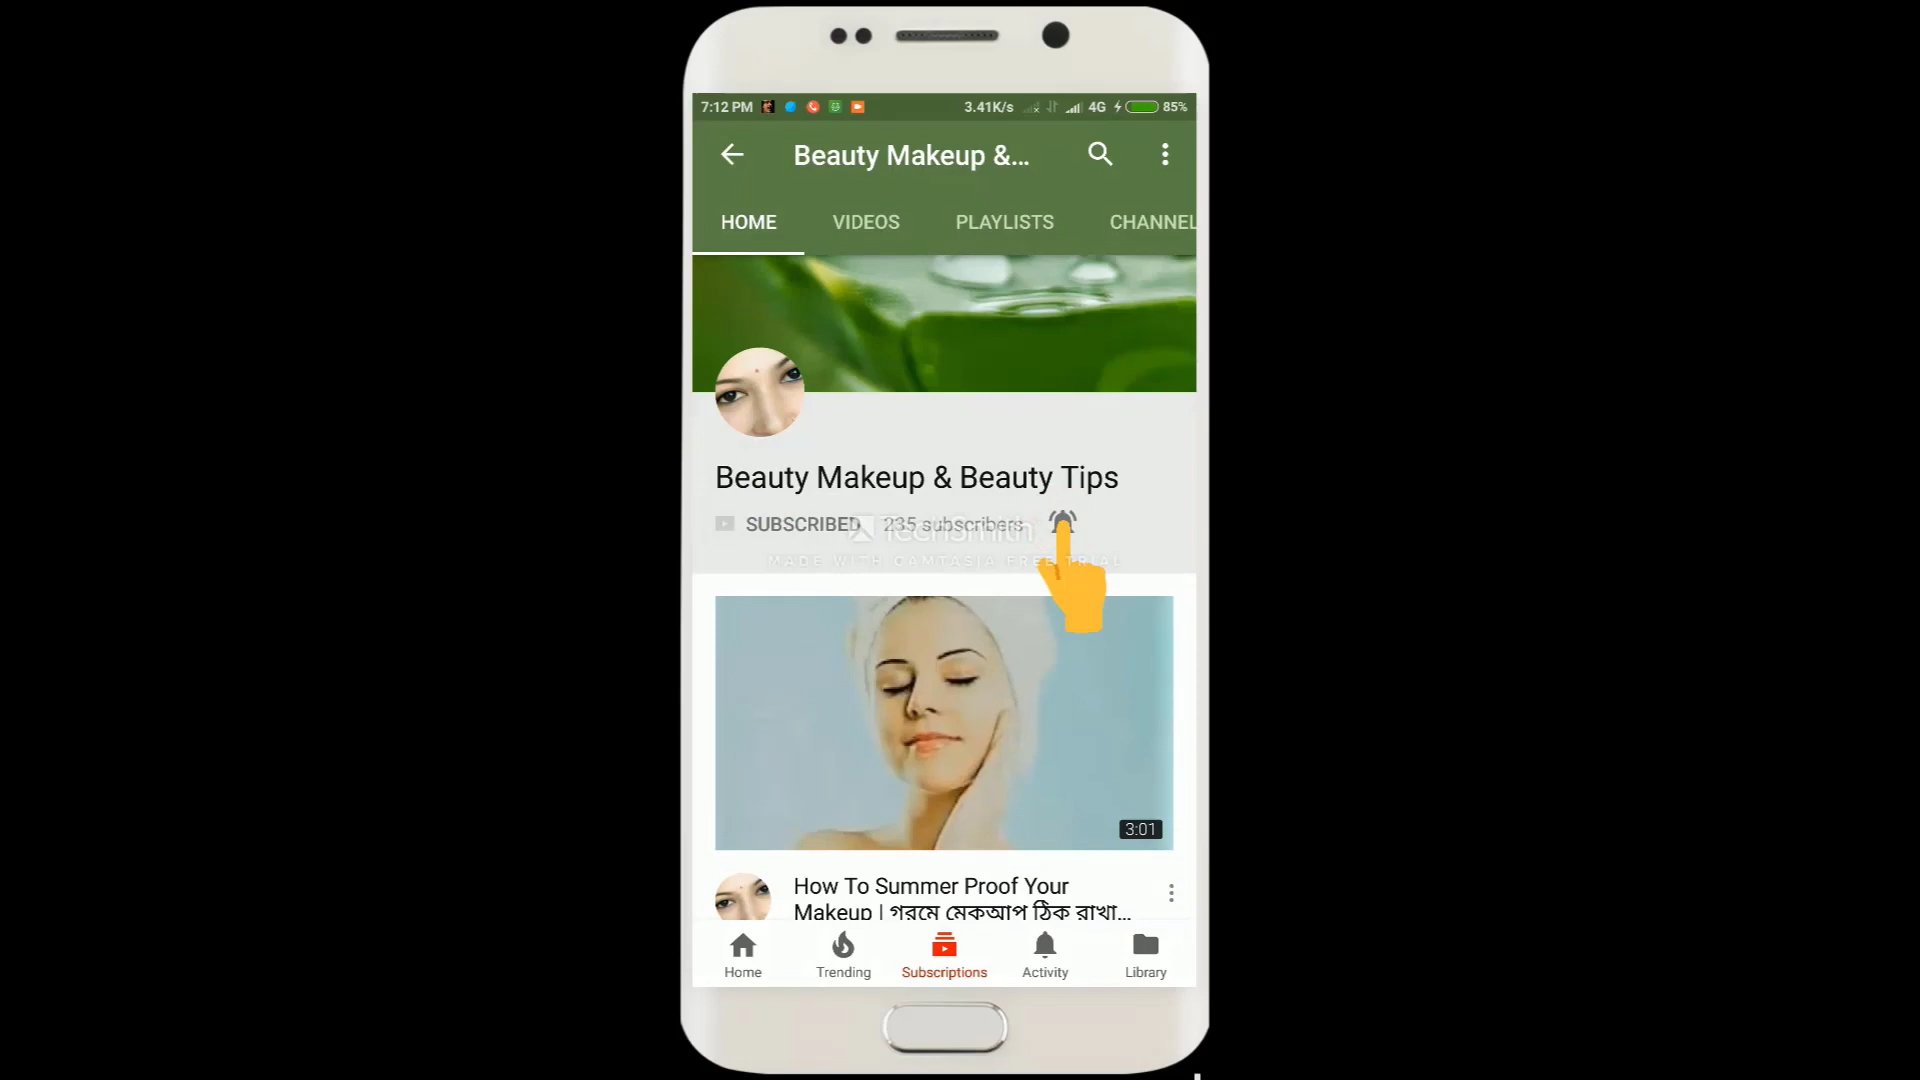 7:12 PM 3.41K/s 4G 85%
Beauty Makeup &...
HOME VIDEOS PLAYLISTS CHANNEL
Beauty Makeup & Beauty Tips
SUBSCRIBED 235 subscribers
TechSmith
MADE WITH CAMTASIA FREE TRIAL
3:01
How To Summer Proof Your
Makeup | গরমে মেকআপ ঠিক রাখা...
Home Trending Subscriptions Activity Library